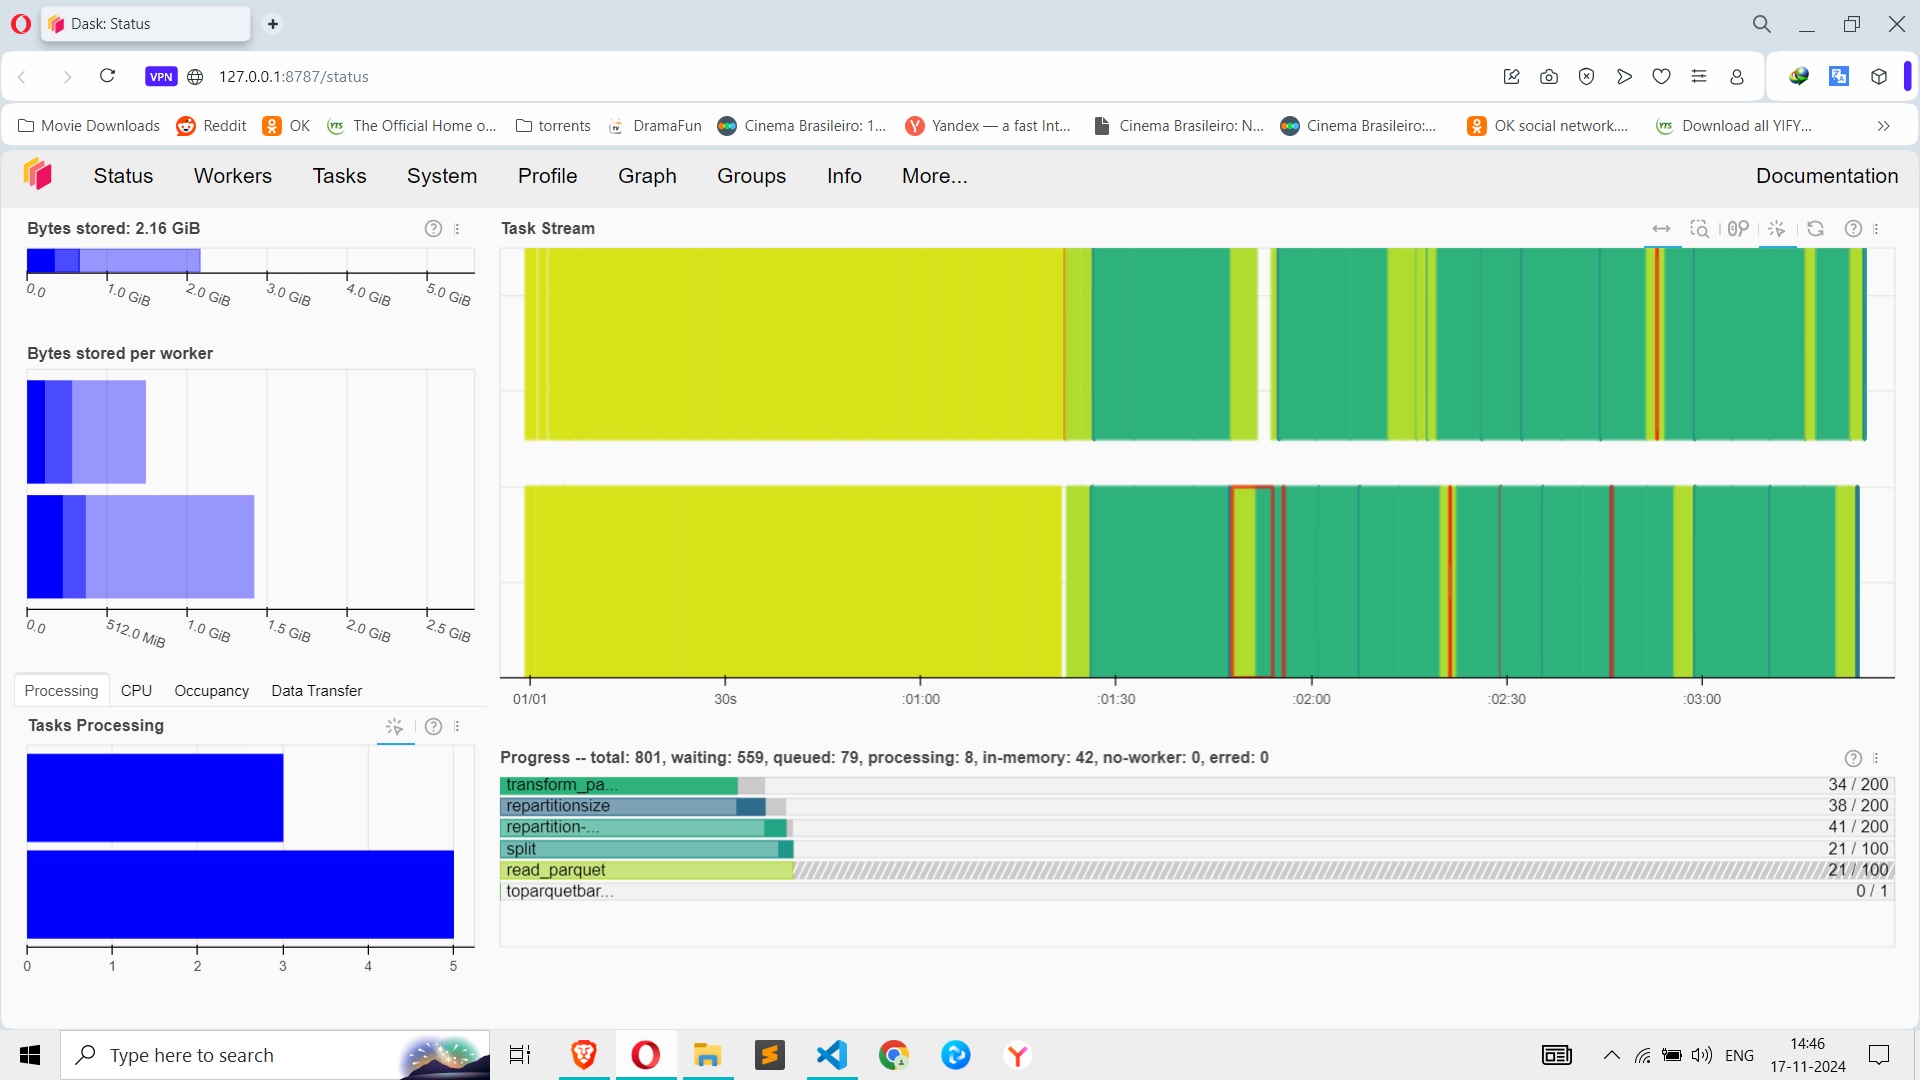 Dask: Status
VPN 127.0.0.1:8787/status
Movie Downloads Reddit OK The Official Home o... torrents DramaFun Cinema Brasileiro: 1... Yandex — a fast Int... Cinema Brasileiro: N... Cinema Brasileiro:... OK social network.... Download all YIFY...
Status Workers Tasks System Profile Graph Groups Info More... Documentation
Bytes stored: 2.16 GiB
0.0 1.0 GiB 2.0 GiB 3.0 GiB 4.0 GiB 5.0 GiB
Bytes stored per worker
0.0 512.0 MiB 1.0 GiB 1.5 GiB 2.0 GiB 2.5 GiB
Processing CPU Occupancy Data Transfer
Tasks Processing
0 1 2 3 4 5
Task Stream
01/01 30s :01:00 :01:30 :02:00 :02:30 :03:00
Progress -- total: 801, waiting: 559, queued: 79, processing: 8, in-memory: 42, no-worker: 0, erred: 0
transform_pa... 34 / 200
repartitionsize 38 / 200
repartition-... 41 / 200
split 21 / 100
read_parquet 21 / 100
toparquetbar... 0 / 1
Type here to search
ENG
14:46
17-11-2024